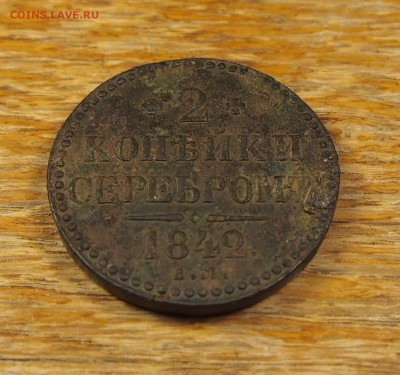 COINS.LAVE.RU
2
КОПѢЙКИ
СЕРЕБРОМЪ
1842.